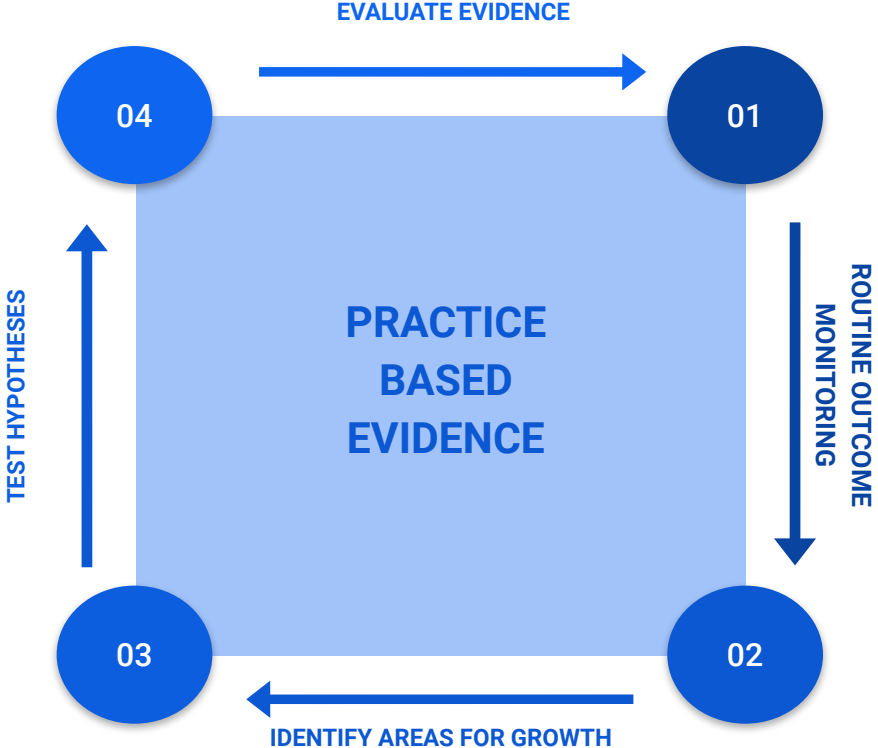 EVALUATE EVIDENCE
04
01
PRACTICE
BASED
EVIDENCE
TEST HYPOTHESES
ROUTINE OUTCOME
MONITORING
03
02
IDENTIFY AREAS FOR GROWTH